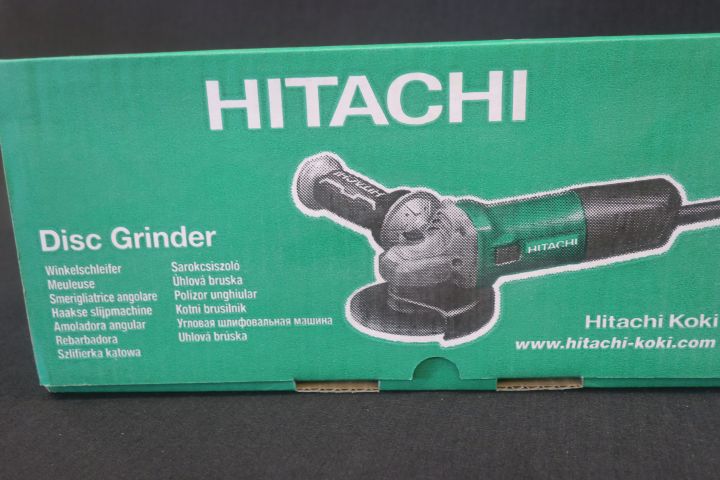 HITACHI
HITACHI
HITACHI
Disc Grinder
Winkelschleifer
Meuleuse
Smerigliatrice angolare
Haakse slijpmachine
Amoladora angular
Rebarbadora
Szlifierka kątowa
Sarokcsiszoló
Úhlová bruska
Polizor unghiular
Kotni brusilnik
Угловая шлифовальная машина
Uhlová brúska
Hitachi Koki
www.hitachi-koki.com